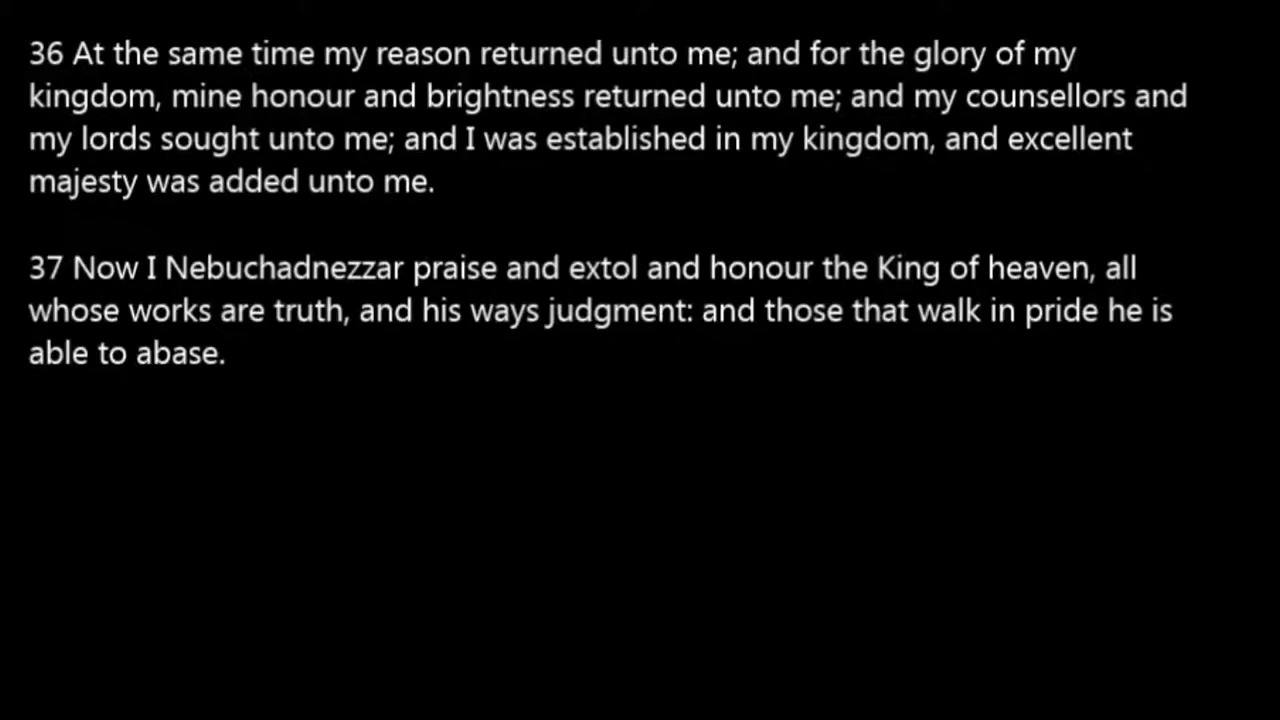 36 At the same time my reason returned unto me; and for the glory of my
kingdom, mine honour and brightness returned unto me; and my counsellors and
my lords sought unto me; and I was established in my kingdom, and excellent
majesty was added unto me.
37 Now I Nebuchadnezzar praise and extol and honour the King of heaven, all
whose works are truth, and his ways judgment: and those that walk in pride he is
able to abase.